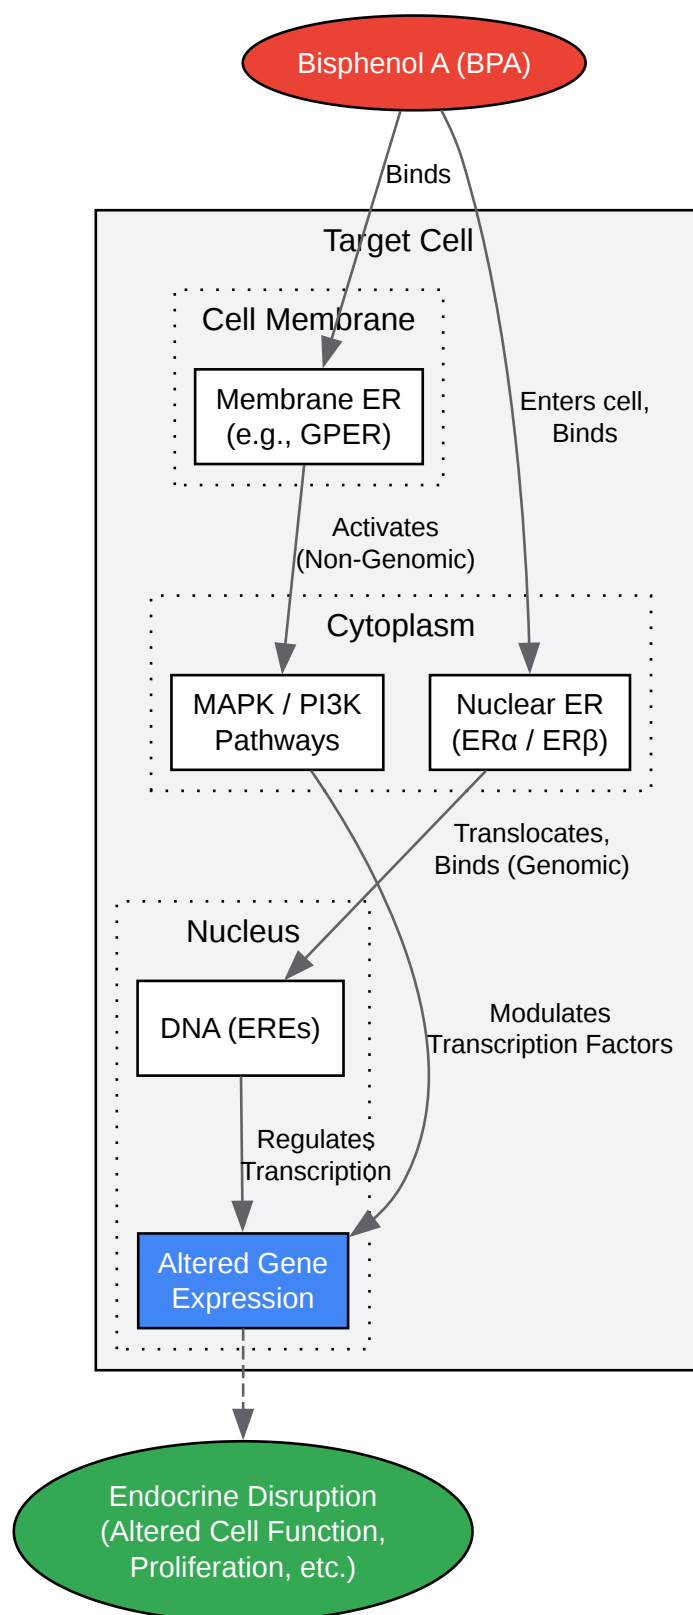 Bisphenol A (BPA)
Binds
Target Cell
Cell Membrane
Membrane ER
(e.g., GPER)
Enters cell,
Binds
Activates
(Non-Genomic)
Cytoplasm
MAPK / PI3K
Pathways
Nuclear ER
(ERα / ERβ)
Translocates,
Binds (Genomic)
Nucleus
DNA (EREs)
Modulates
Transcription Factors
Regulates
Transcription
Altered Gene
Expression
Endocrine Disruption
(Altered Cell Function,
Proliferation, etc.)